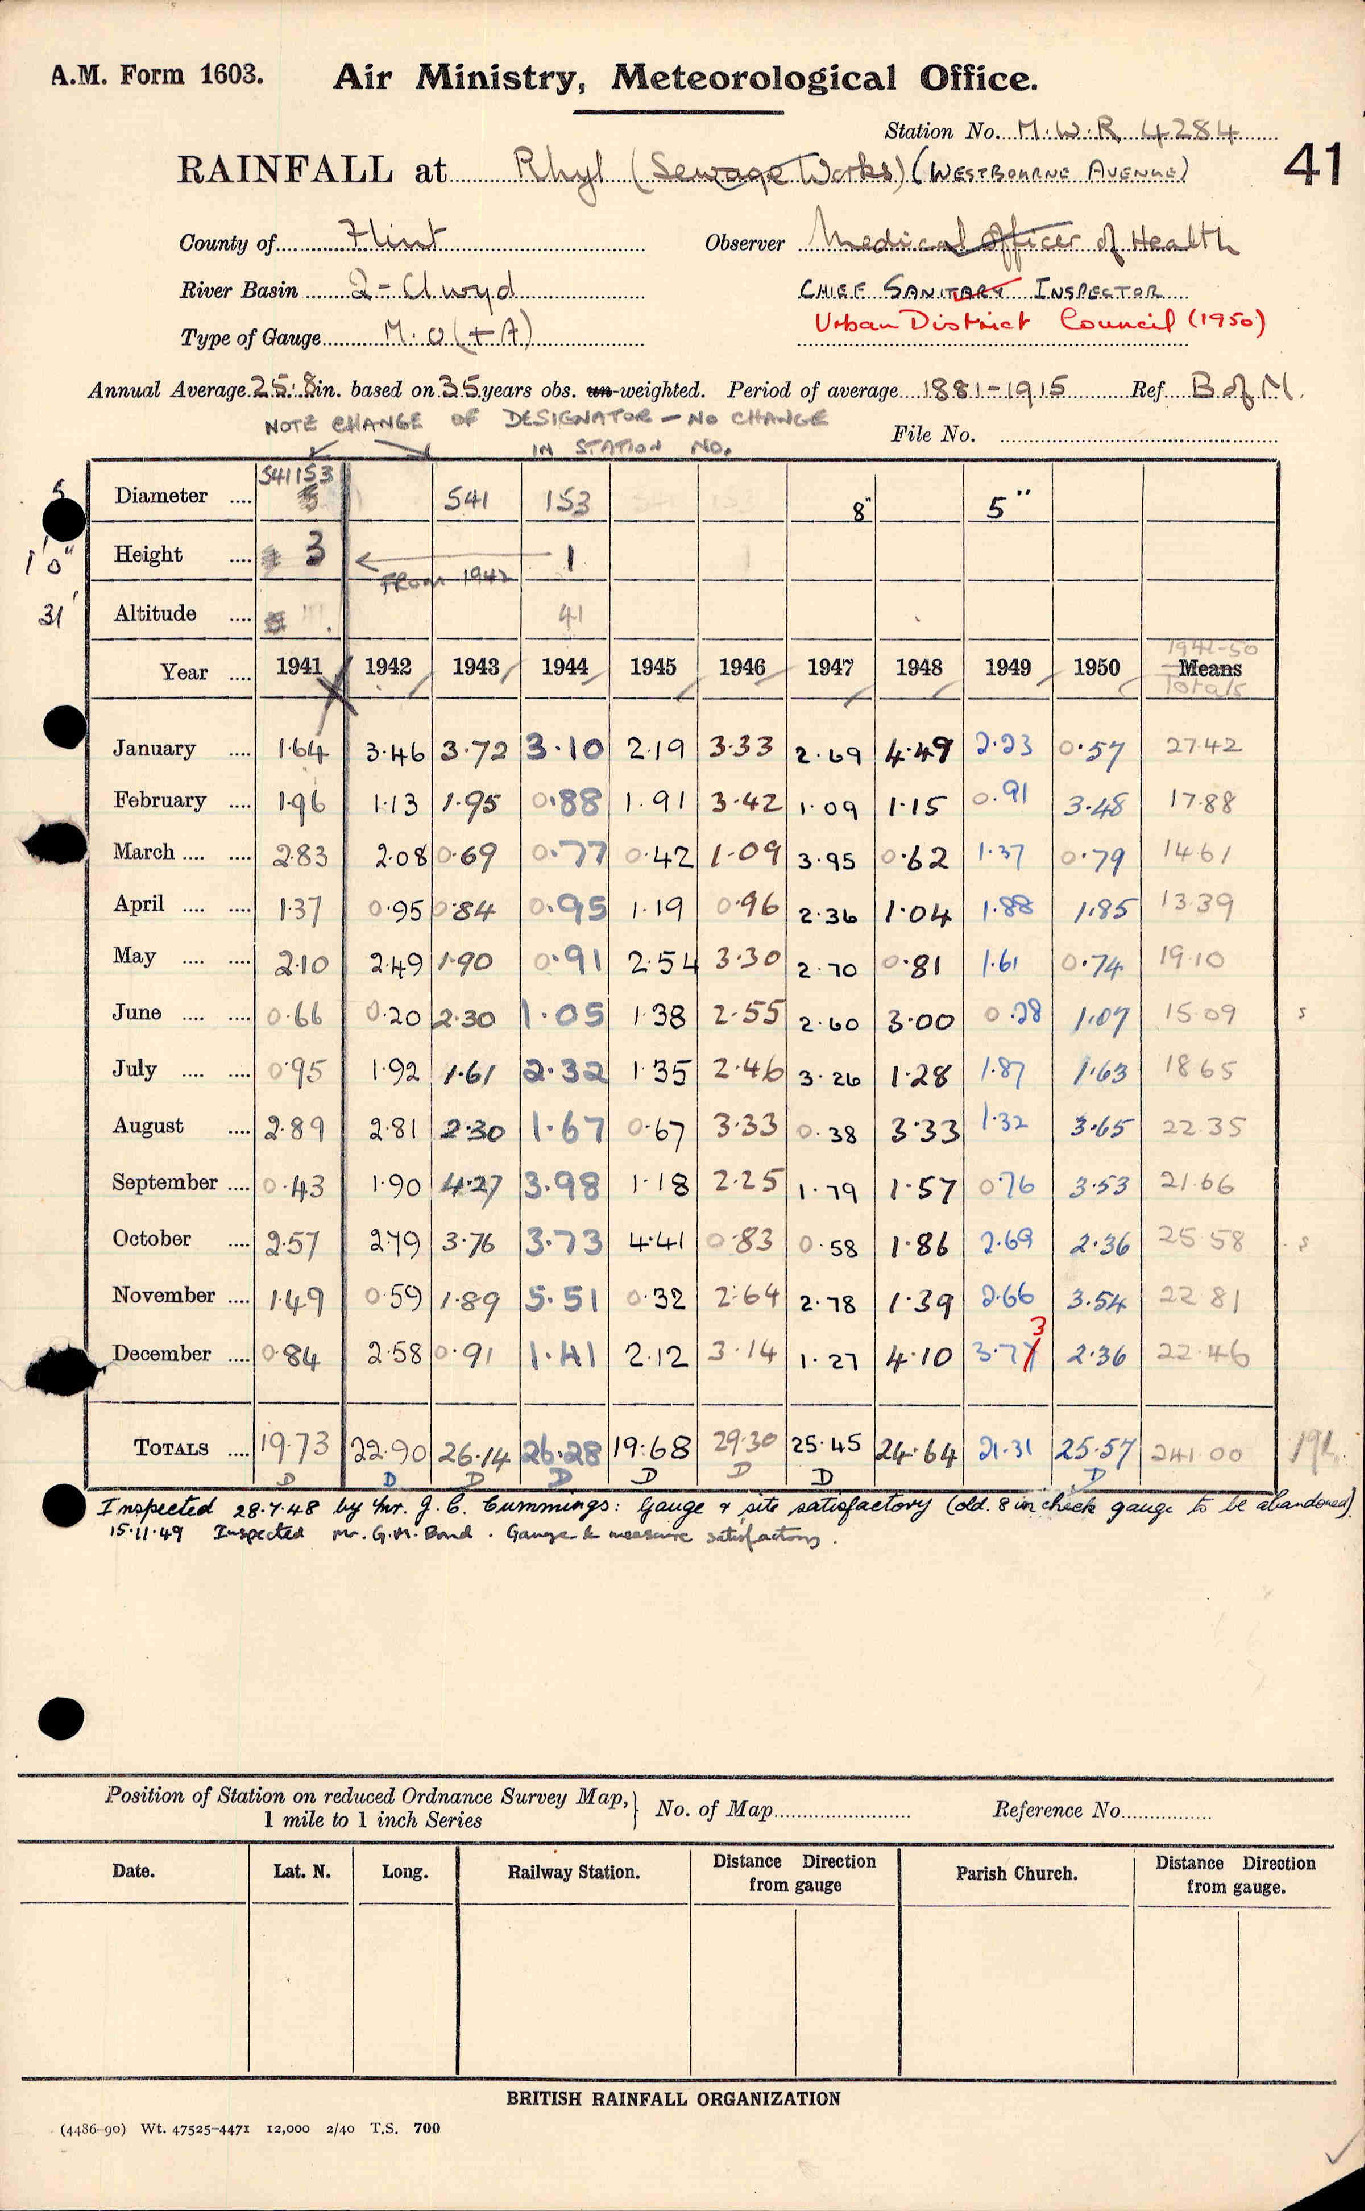 A.M. Form 1603. Air Ministry, Meteorological Office.
Station No. M.W.R. 4284
41
RAINFALL at Rhyl (Sewage Works) (WESTBOURNE AVENUE)
County of Flint Observer Medical Officer of Health
River Basin 2-Clwyd CHIEF SANITARY INSPECTOR
Urban District Council (1950)
Type of Gauge M.O (+A)
Annual Average 25.8 in. based on 35 years obs. un-weighted. Period of average 1881-1915 Ref. B of M.
NOTE CHANGE OF DESIGNATOR - NO CHANGE
IN STATION NO.
File No.
541153
5 Diameter .... 5 541 153 8" 5"
1'0" Height .... 3 FROM 1942 1
31' Altitude .... 41
1941-50
Year .... 1941 1942 1943 1944 1945 1946 1947 1948 1949 1950 Means
Totals
January .... 1.64 3.46 3.72 3.10 2.19 3.33 2.69 4.49 2.23 0.57 27.42
February .... 1.96 1.13 1.95 0.88 1.91 3.42 1.09 1.15 0.91 3.48 17.88
March .... .... 2.83 2.08 0.69 0.77 0.42 1.09 3.95 0.62 1.37 0.79 14.61
April .... .... 1.37 0.95 0.84 0.95 1.19 0.96 2.36 1.04 1.88 1.85 13.39
May .... .... 2.10 2.49 1.90 0.91 2.54 3.30 2.70 0.81 1.61 0.74 19.10
June .... .... 0.66 0.20 2.30 1.05 1.38 2.55 2.60 3.00 0.28 1.07 15.09 s
July .... .... 0.95 1.92 1.61 2.32 1.35 2.46 3.26 1.28 1.87 1.63 18.65
August .... 2.89 2.81 2.30 1.67 0.67 3.33 0.38 3.33 1.32 3.65 22.35
September .... 0.43 1.90 4.27 3.98 1.18 2.25 1.79 1.57 0.76 3.53 21.66
October .... 2.57 2.79 3.76 3.73 4.41 0.83 0.58 1.86 2.69 2.36 25.58 s
November .... 1.49 0.59 1.89 5.51 0.32 2.64 2.78 1.39 2.66 3.54 22.81
3
December .... 0.84 2.58 0.91 1.41 2.12 3.14 1.27 4.10 3.77 2.36 22.46
TOTALS .... 19.73 22.90 26.14 26.28 19.68 29.30 25.45 24.64 21.31 25.57 241.00
D D D D D D D D
Inspected 28.7.48 by Mr. J. C. Cummings: Gauge & site satisfactory (old 8 in check gauge to be abandoned).
15.11.49 Inspected Mr. G.M. Bond. Gauge & measure satisfactory.
Position of Station on reduced Ordnance Survey Map,
1 mile to 1 inch Series
No. of Map Reference No.
Date. Lat. N. Long. Railway Station. Distance Direction from gauge Parish Church. Distance Direction from gauge.
BRITISH RAINFALL ORGANIZATION
(4486-90) Wt. 47525-4471 12,000 2/40 T.S. 700